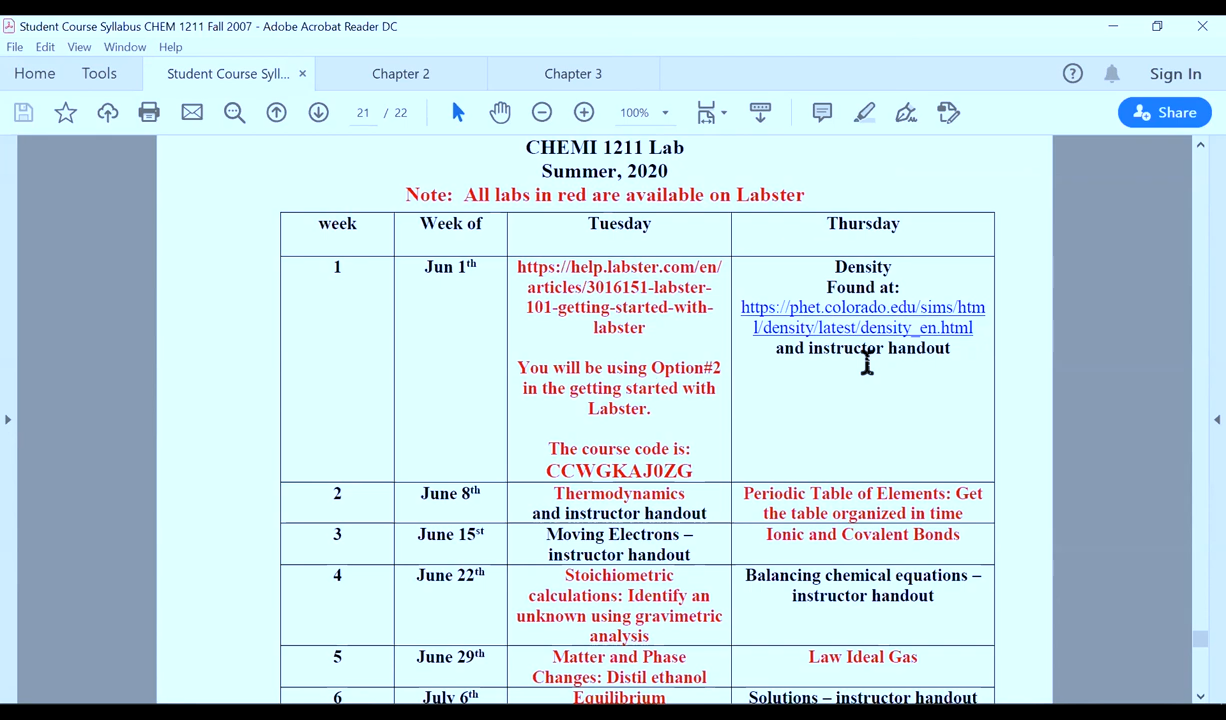 Student Course Syllabus CHEM 1211 Fall 2007 - Adobe Acrobat Reader DC
File Edit View Window Help
Home Tools Student Course Syll... × Chapter 2 Chapter 3 Sign In
21 / 22 100% Share
CHEMI 1211 Lab
Summer, 2020
Note: All labs in red are available on Labster
week Week of Tuesday Thursday
1 Jun 1th https://help.labster.com/en/ Density
articles/3016151-labster- Found at:
101-getting-started-with- https://phet.colorado.edu/sims/htm
labster l/density/latest/density_en.html
and instructor handout
You will be using Option#2
in the getting started with
Labster.
The course code is:
CCWGKAJ0ZG
2 June 8th Thermodynamics Periodic Table of Elements: Get
and instructor handout the table organized in time
3 June 15st Moving Electrons – Ionic and Covalent Bonds
instructor handout
4 June 22th Stoichiometric Balancing chemical equations –
calculations: Identify an instructor handout
unknown using gravimetric
analysis
5 June 29th Matter and Phase Law Ideal Gas
Changes: Distil ethanol
6 July 6th Equilibrium Solutions – instructor handout